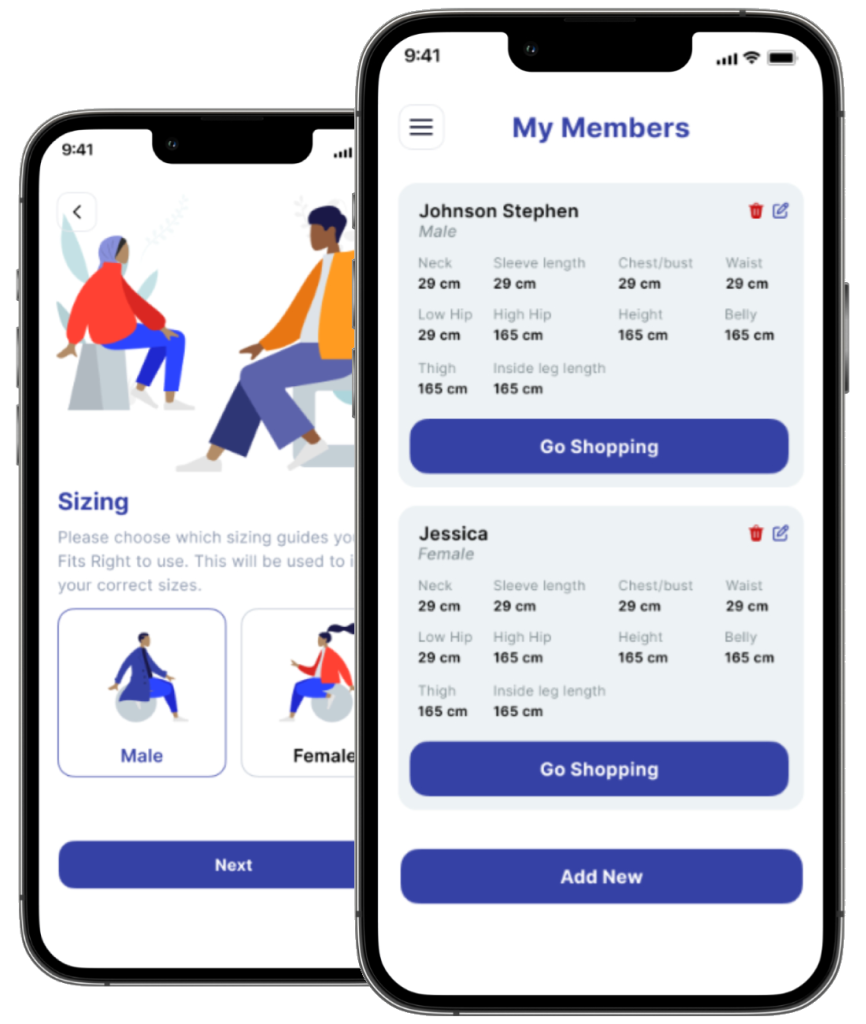 9:41
Sizing
Please choose which sizing guides
Fits Right to use. This will be used to
your correct sizes.
Male
Female
Next
9:41
My Members
Johnson Stephen
Male
Neck Sleeve length Chest/bust Waist
29 cm 29 cm 29 cm 29 cm
Low Hip High Hip Height Belly
29 cm 165 cm 165 cm 165 cm
Thigh Inside leg length
165 cm 165 cm
Go Shopping
Jessica
Female
Neck Sleeve length Chest/bust Waist
29 cm 29 cm 29 cm 29 cm
Low Hip High Hip Height Belly
29 cm 165 cm 165 cm 165 cm
Thigh Inside leg length
165 cm 165 cm
Go Shopping
Add New